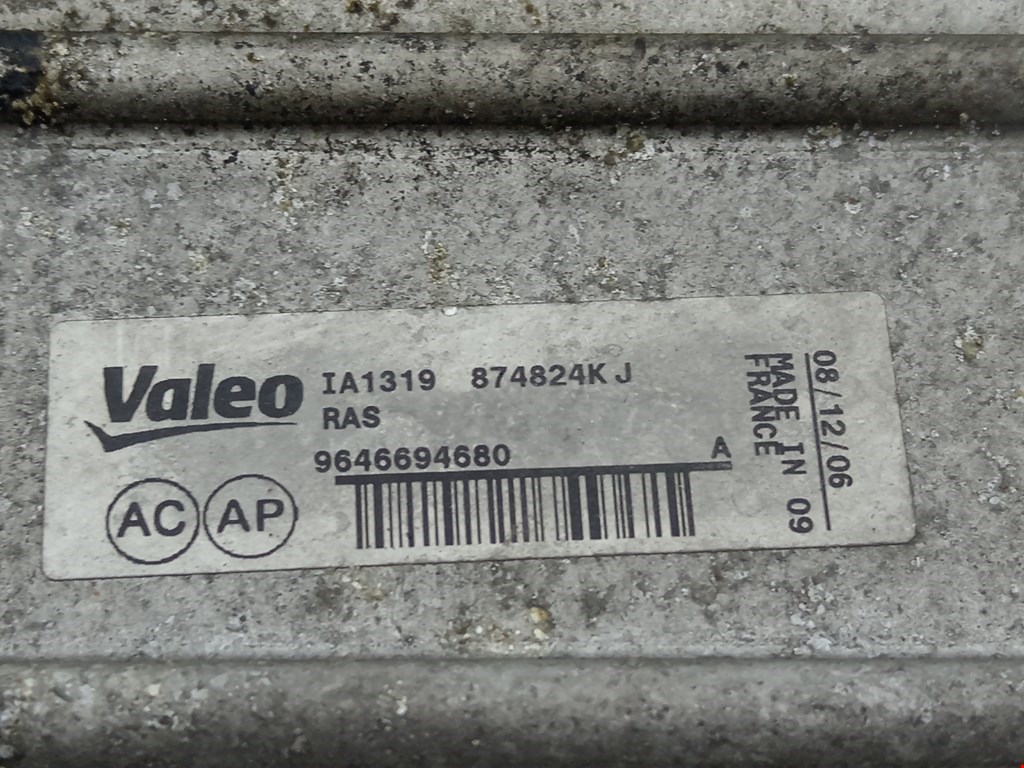 Valeo
IA1319 874824K J
RAS
9646694680 A
AC AP
08/12/06
MADE IN 09
FRANCE